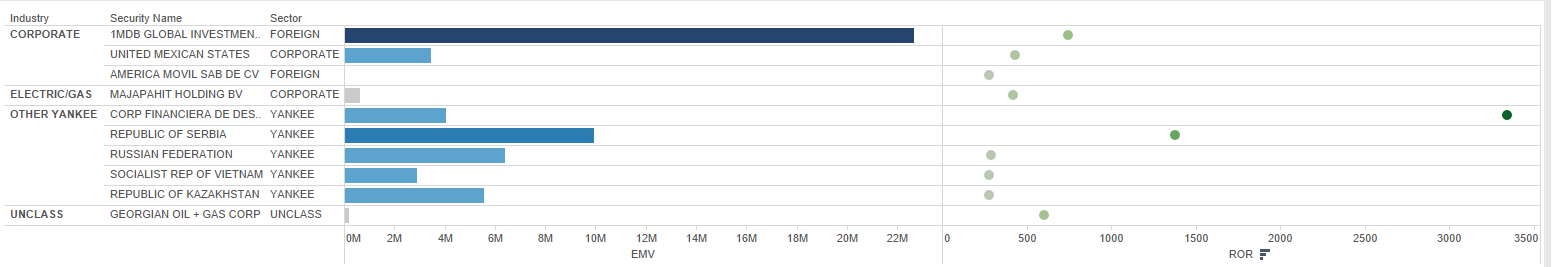 Industry Security Name Sector
CORPORATE 1MDB GLOBAL INVESTMEN.. FOREIGN
UNITED MEXICAN STATES CORPORATE
AMERICA MOVIL SAB DE CV FOREIGN
ELECTRIC/GAS MAJAPAHIT HOLDING BV CORPORATE
OTHER YANKEE CORP FINANCIERA DE DES.. YANKEE
REPUBLIC OF SERBIA YANKEE
RUSSIAN FEDERATION YANKEE
SOCIALIST REP OF VIETNAM YANKEE
REPUBLIC OF KAZAKHSTAN YANKEE
UNCLASS GEORGIAN OIL + GAS CORP UNCLASS
0M 2M 4M 6M 8M 10M 12M 14M 16M 18M 20M 22M 0 500 1000 1500 2000 2500 3000 3500
EMV ROR